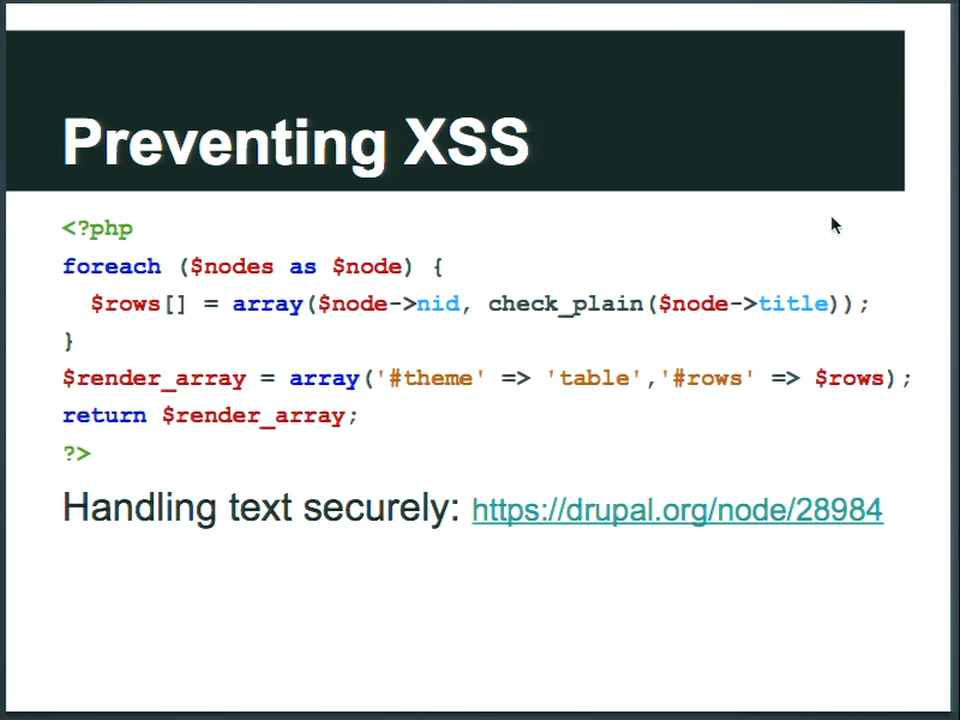 Preventing XSS
<?php
foreach ($nodes as $node) {
  $rows[] = array($node->nid, check_plain($node->title));
}
$render_array = array('#theme' => 'table','#rows' => $rows);
return $render_array;
?>
Handling text securely: https://drupal.org/node/28984